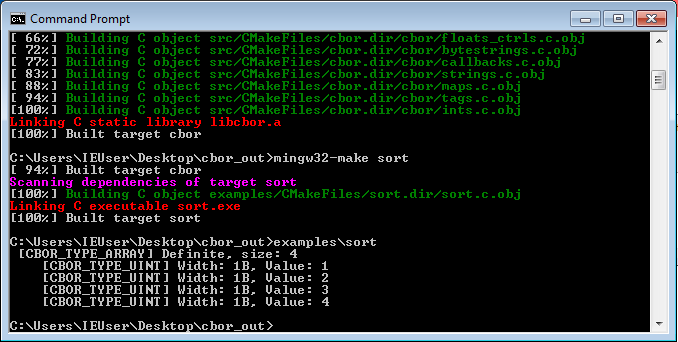 Command Prompt
[ 66%] Building C object src/CMakeFiles/cbor.dir/cbor/floats_ctrls.c.obj
[ 72%] Building C object src/CMakeFiles/cbor.dir/cbor/bytestrings.c.obj
[ 77%] Building C object src/CMakeFiles/cbor.dir/cbor/callbacks.c.obj
[ 83%] Building C object src/CMakeFiles/cbor.dir/cbor/strings.c.obj
[ 88%] Building C object src/CMakeFiles/cbor.dir/cbor/maps.c.obj
[ 94%] Building C object src/CMakeFiles/cbor.dir/cbor/tags.c.obj
[100%] Building C object src/CMakeFiles/cbor.dir/cbor/ints.c.obj
Linking C static library libcbor.a
[100%] Built target cbor
C:\Users\IEUser\Desktop\cbor_out>mingw32-make sort
[ 94%] Built target cbor
Scanning dependencies of target sort
[100%] Building C object examples/CMakeFiles/sort.dir/sort.c.obj
Linking C executable sort.exe
[100%] Built target sort
C:\Users\IEUser\Desktop\cbor_out>examples\sort
[CBOR_TYPE_ARRAY] Definite, size: 4
[CBOR_TYPE_UINT] Width: 1B, Value: 1
[CBOR_TYPE_UINT] Width: 1B, Value: 2
[CBOR_TYPE_UINT] Width: 1B, Value: 3
[CBOR_TYPE_UINT] Width: 1B, Value: 4
C:\Users\IEUser\Desktop\cbor_out>